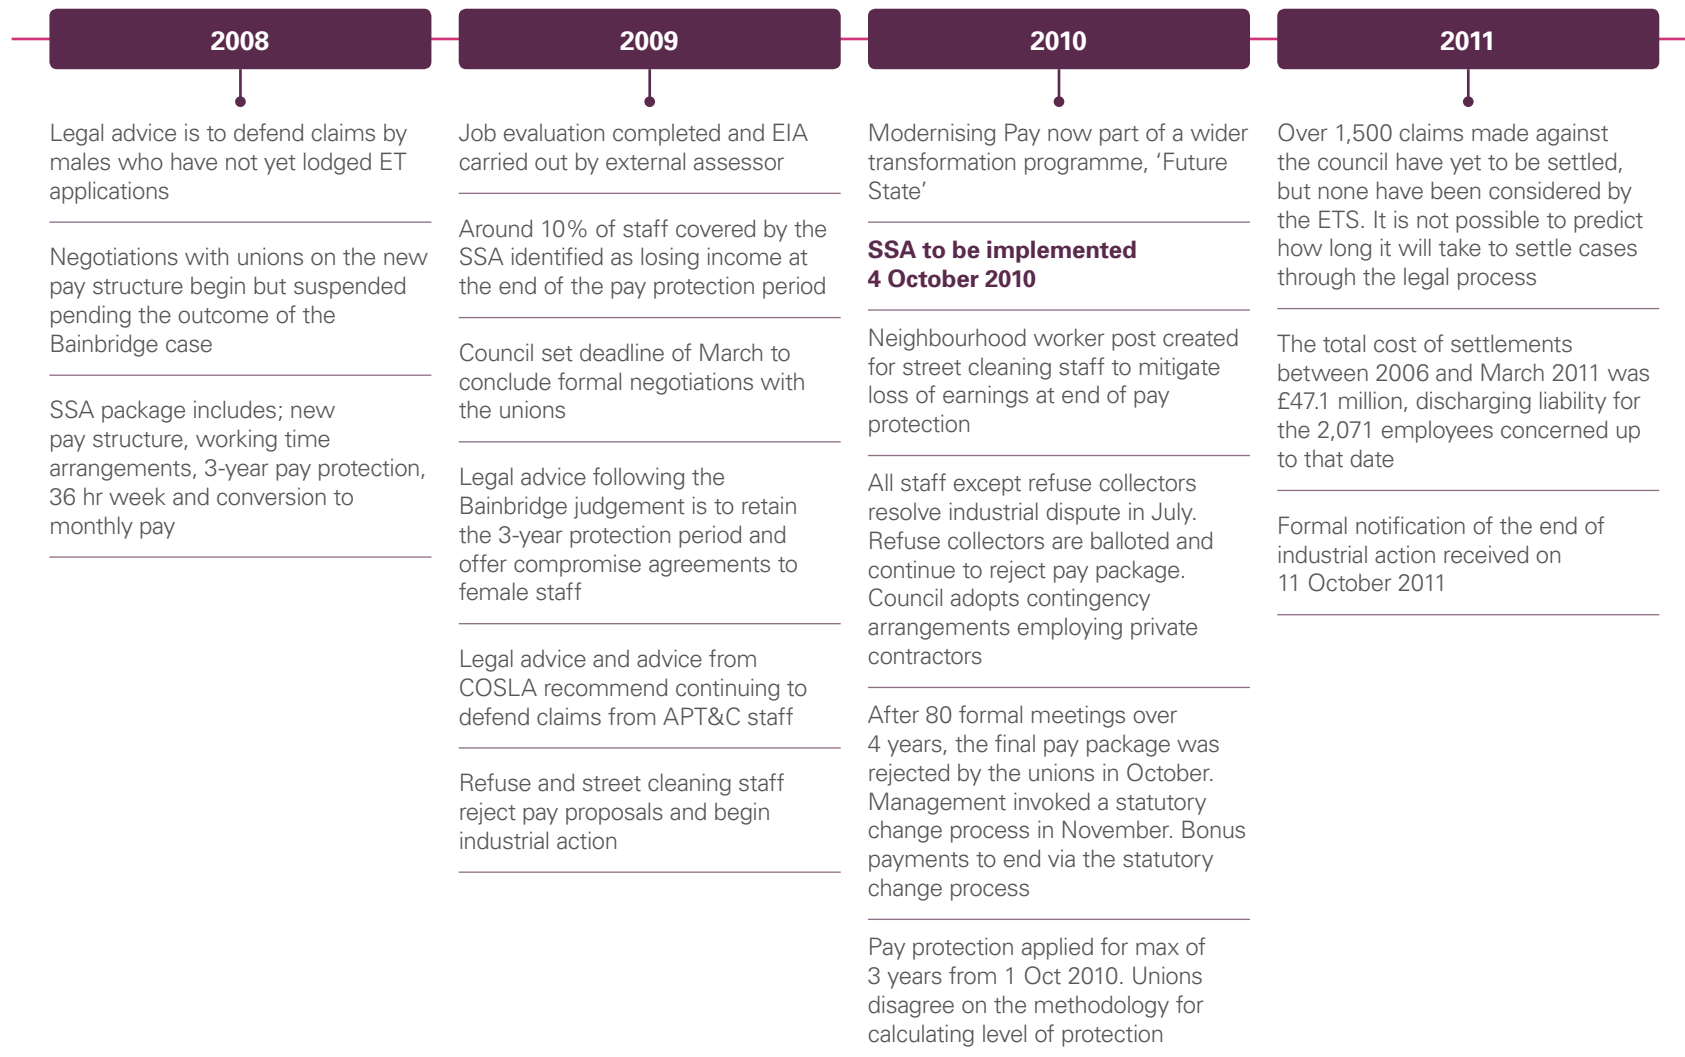 2008
Legal advice is to defend claims by
males who have not yet lodged ET
applications
Negotiations with unions on the new
pay structure begin but suspended
pending the outcome of the
Bainbridge case
SSA package includes; new
pay structure, working time
arrangements, 3-year pay protection,
36 hr week and conversion to
monthly pay
2009
Job evaluation completed and EIA
carried out by external assessor
Around 10% of staff covered by the
SSA identified as losing income at
the end of the pay protection period
Council set deadline of March to
conclude formal negotiations with
the unions
Legal advice following the
Bainbridge judgement is to retain
the 3-year protection period and
offer compromise agreements to
female staff
Legal advice and advice from
COSLA recommend continuing to
defend claims from APT&C staff
Refuse and street cleaning staff
reject pay proposals and begin
industrial action
2010
Modernising Pay now part of a wider
transformation programme, ‘Future
State’
SSA to be implemented
4 October 2010
Neighbourhood worker post created
for street cleaning staff to mitigate
loss of earnings at end of pay
protection
All staff except refuse collectors
resolve industrial dispute in July.
Refuse collectors are balloted and
continue to reject pay package.
Council adopts contingency
arrangements employing private
contractors
After 80 formal meetings over
4 years, the final pay package was
rejected by the unions in October.
Management invoked a statutory
change process in November. Bonus
payments to end via the statutory
change process
Pay protection applied for max of
3 years from 1 Oct 2010. Unions
disagree on the methodology for
calculating level of protection
2011
Over 1,500 claims made against
the council have yet to be settled,
but none have been considered by
the ETS. It is not possible to predict
how long it will take to settle cases
through the legal process
The total cost of settlements
between 2006 and March 2011 was
£47.1 million, discharging liability for
the 2,071 employees concerned up
to that date
Formal notification of the end of
industrial action received on
11 October 2011